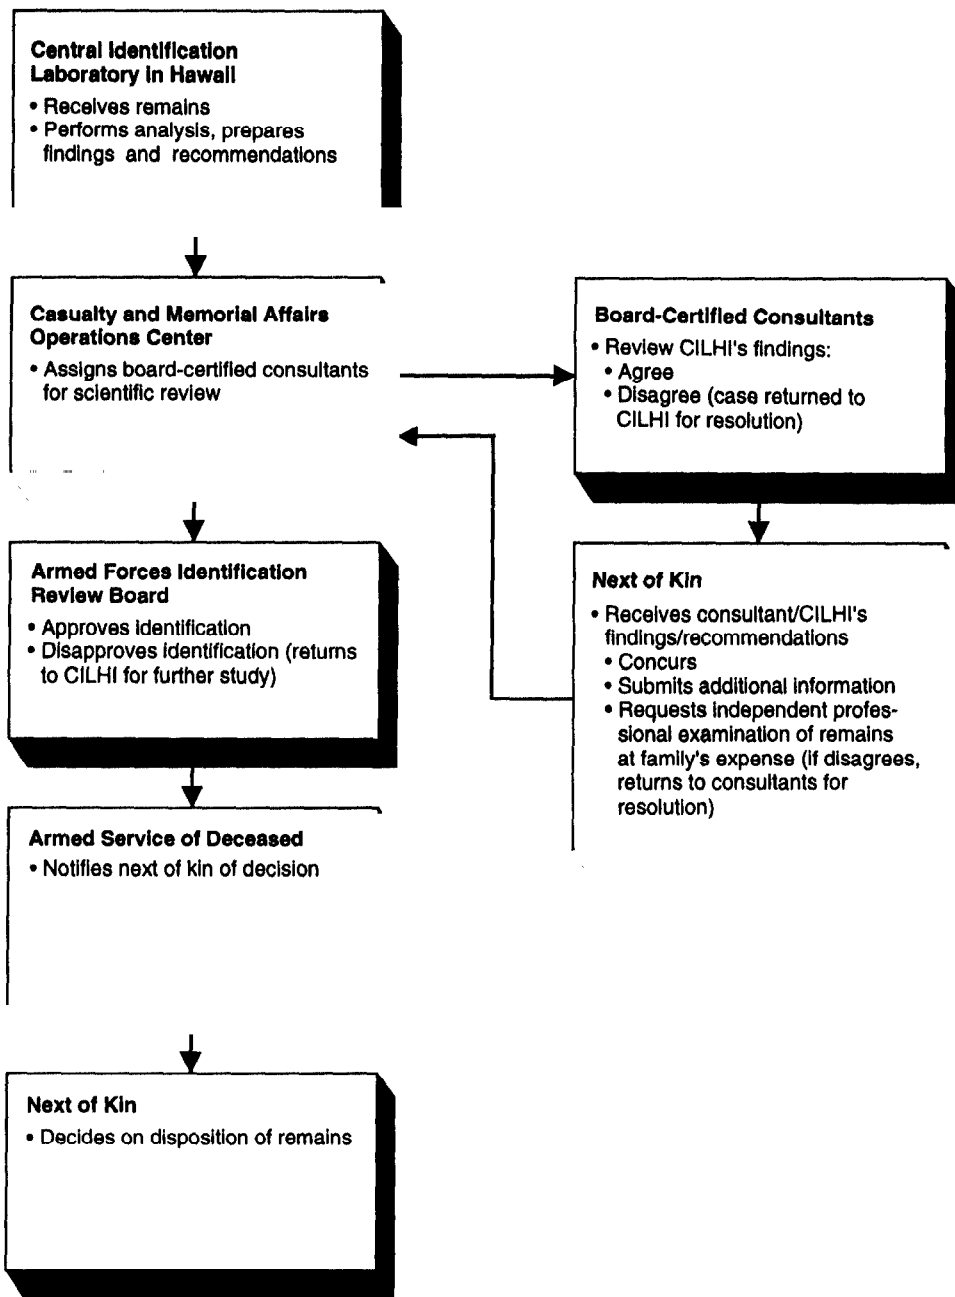 Central Identification
Laboratory in Hawaii
• Receives remains
• Performs analysis, prepares
findings and recommendations
Casualty and Memorial Affairs
Operations Center
• Assigns board-certified consultants
for scientific review
Board-Certified Consultants
• Review CILHI's findings:
• Agree
• Disagree (case returned to
CILHI for resolution)
Armed Forces Identification
Review Board
• Approves identification
• Disapproves identification (returns
to CILHI for further study)
Next of Kin
• Receives consultant/CILHI's
findings/recommendations
• Concurs
• Submits additional information
• Requests independent profes-
sional examination of remains
at family's expense (if disagrees,
returns to consultants for
resolution)
Armed Service of Deceased
• Notifies next of kin of decision
Next of Kin
• Decides on disposition of remains